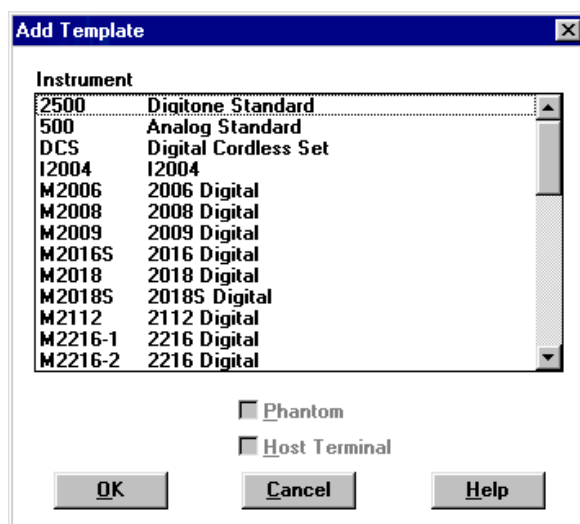 Add Template
Instrument
2500 Digitone Standard
500 Analog Standard
DCS Digital Cordless Set
I2004 I2004
M2006 2006 Digital
M2008 2008 Digital
M2009 2009 Digital
M2016S 2016 Digital
M2018 2018 Digital
M2018S 2018S Digital
M2112 2112 Digital
M2216-1 2216 Digital
M2216-2 2216 Digital
Phantom
Host Terminal
OK Cancel Help